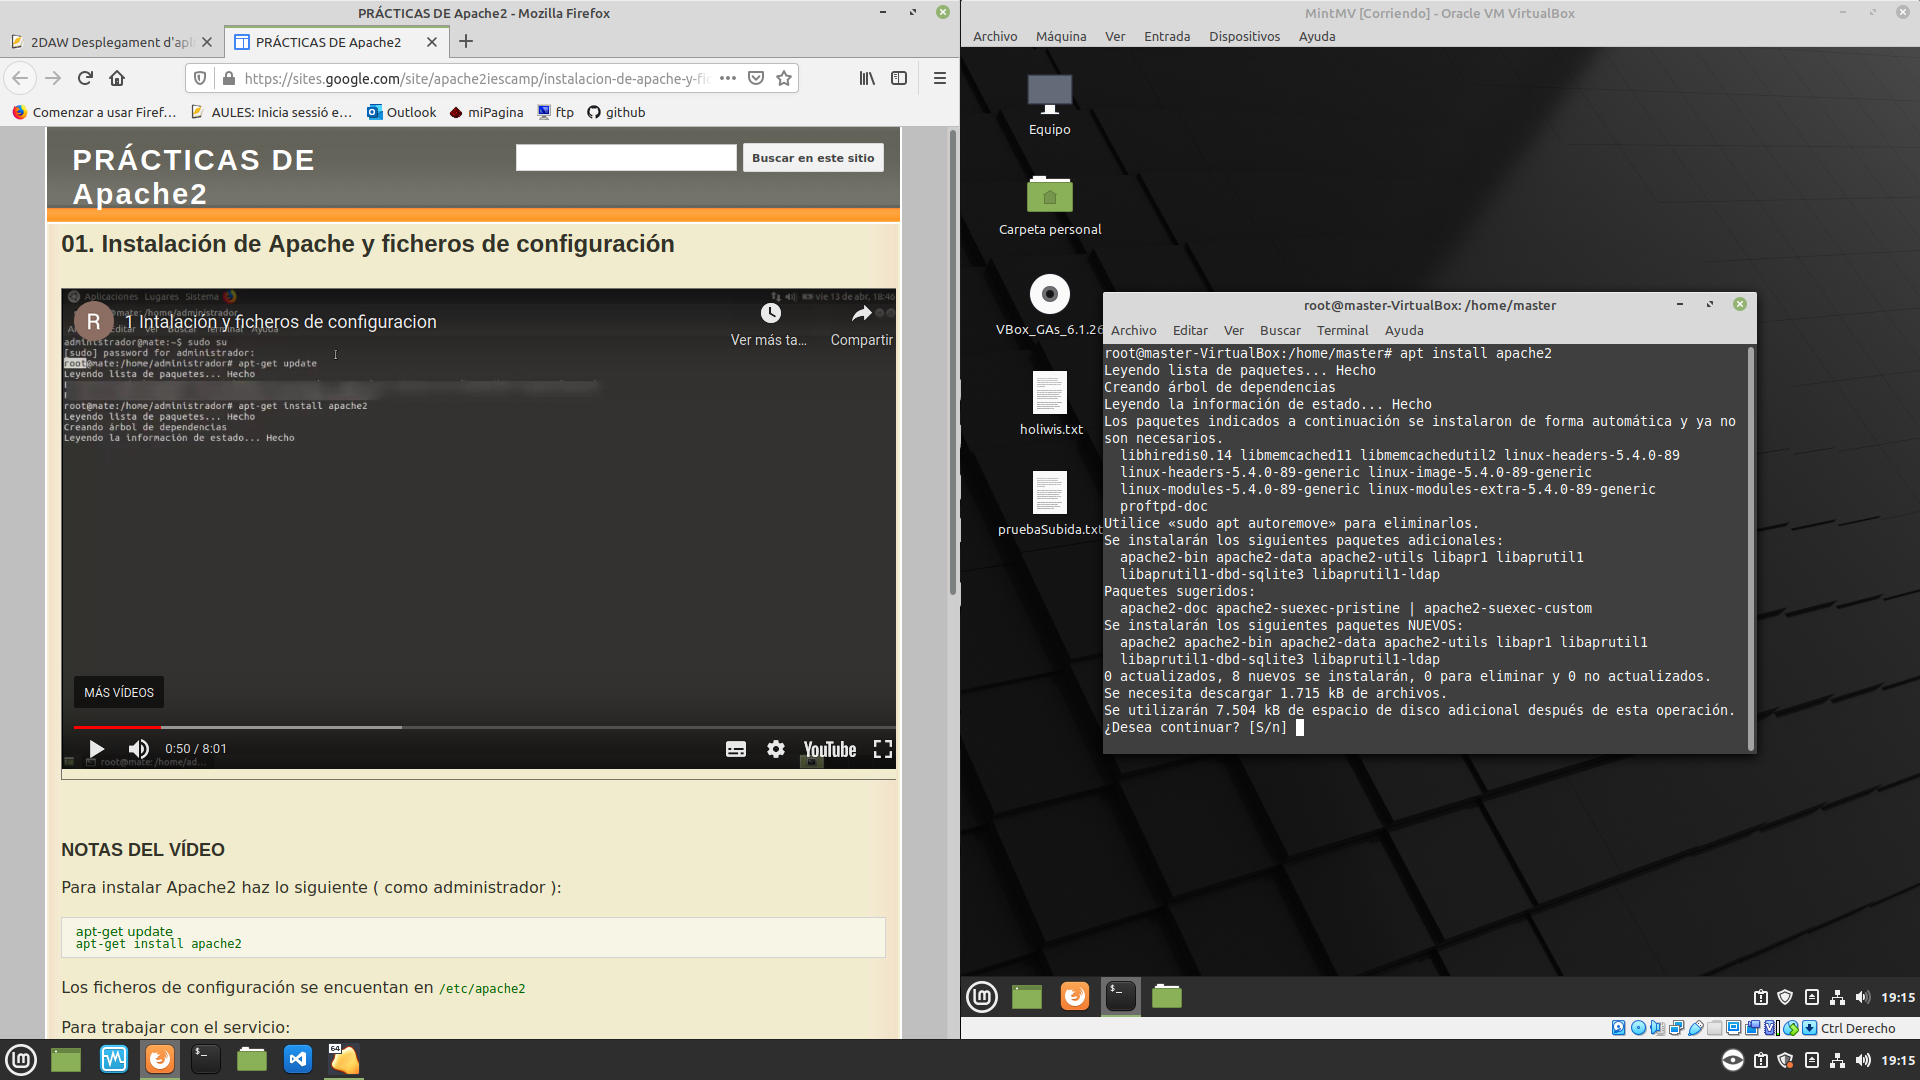 PRÁCTICAS DE Apache2 - Mozilla Firefox
2DAW Desplegament d'apl
PRÁCTICAS DE Apache2
https://sites.google.com/site/apache2iescamp/instalacion-de-apache-y-fic
Comenzar a usar Firef...
AULES: Inicia sessió e...
Outlook
miPagina
ftp
github
PRÁCTICAS DE
Apache2
Buscar en este sitio
01. Instalación de Apache y ficheros de configuración
Aplicaciones Lugares Sistema
vie 13 de abr, 18:46
R
1 Intalación y ficheros de configuracion
Ver más ta...
Compartir
administrador@mate:~$ sudo su
[sudo] password for administrador:
root@mate:/home/administrador# apt-get update
Leyendo lista de paquetes... Hecho
root@mate:/home/administrador# apt-get install apache2
Leyendo lista de paquetes... Hecho
Creando árbol de dependencias
Leyendo la información de estado... Hecho
MÁS VÍDEOS
0:50 / 8:01
YouTube
root@mate: /home/ad...
NOTAS DEL VÍDEO
Para instalar Apache2 haz lo siguiente ( como administrador ):
apt-get update
apt-get install apache2
Los ficheros de configuración se encuentan en /etc/apache2
Para trabajar con el servicio:
MintMV [Corriendo] - Oracle VM VirtualBox
Archivo Máquina Ver Entrada Dispositivos Ayuda
Equipo
Carpeta personal
VBox_GAs_6.1.26
holiwis.txt
pruebaSubida.txt
root@master-VirtualBox: /home/master
Archivo Editar Ver Buscar Terminal Ayuda
root@master-VirtualBox:/home/master# apt install apache2
Leyendo lista de paquetes... Hecho
Creando árbol de dependencias
Leyendo la información de estado... Hecho
Los paquetes indicados a continuación se instalaron de forma automática y ya no
son necesarios.
libhiredis0.14 libmemcached11 libmemcachedutil2 linux-headers-5.4.0-89
linux-headers-5.4.0-89-generic linux-image-5.4.0-89-generic
linux-modules-5.4.0-89-generic linux-modules-extra-5.4.0-89-generic
proftpd-doc
Utilice «sudo apt autoremove» para eliminarlos.
Se instalarán los siguientes paquetes adicionales:
apache2-bin apache2-data apache2-utils libapr1 libaprutil1
libaprutil1-dbd-sqlite3 libaprutil1-ldap
Paquetes sugeridos:
apache2-doc apache2-suexec-pristine | apache2-suexec-custom
Se instalarán los siguientes paquetes NUEVOS:
apache2 apache2-bin apache2-data apache2-utils libapr1 libaprutil1
libaprutil1-dbd-sqlite3 libaprutil1-ldap
0 actualizados, 8 nuevos se instalarán, 0 para eliminar y 0 no actualizados.
Se necesita descargar 1.715 kB de archivos.
Se utilizarán 7.504 kB de espacio de disco adicional después de esta operación.
¿Desea continuar? [S/n]
19:15
Ctrl Derecho
64
19:15